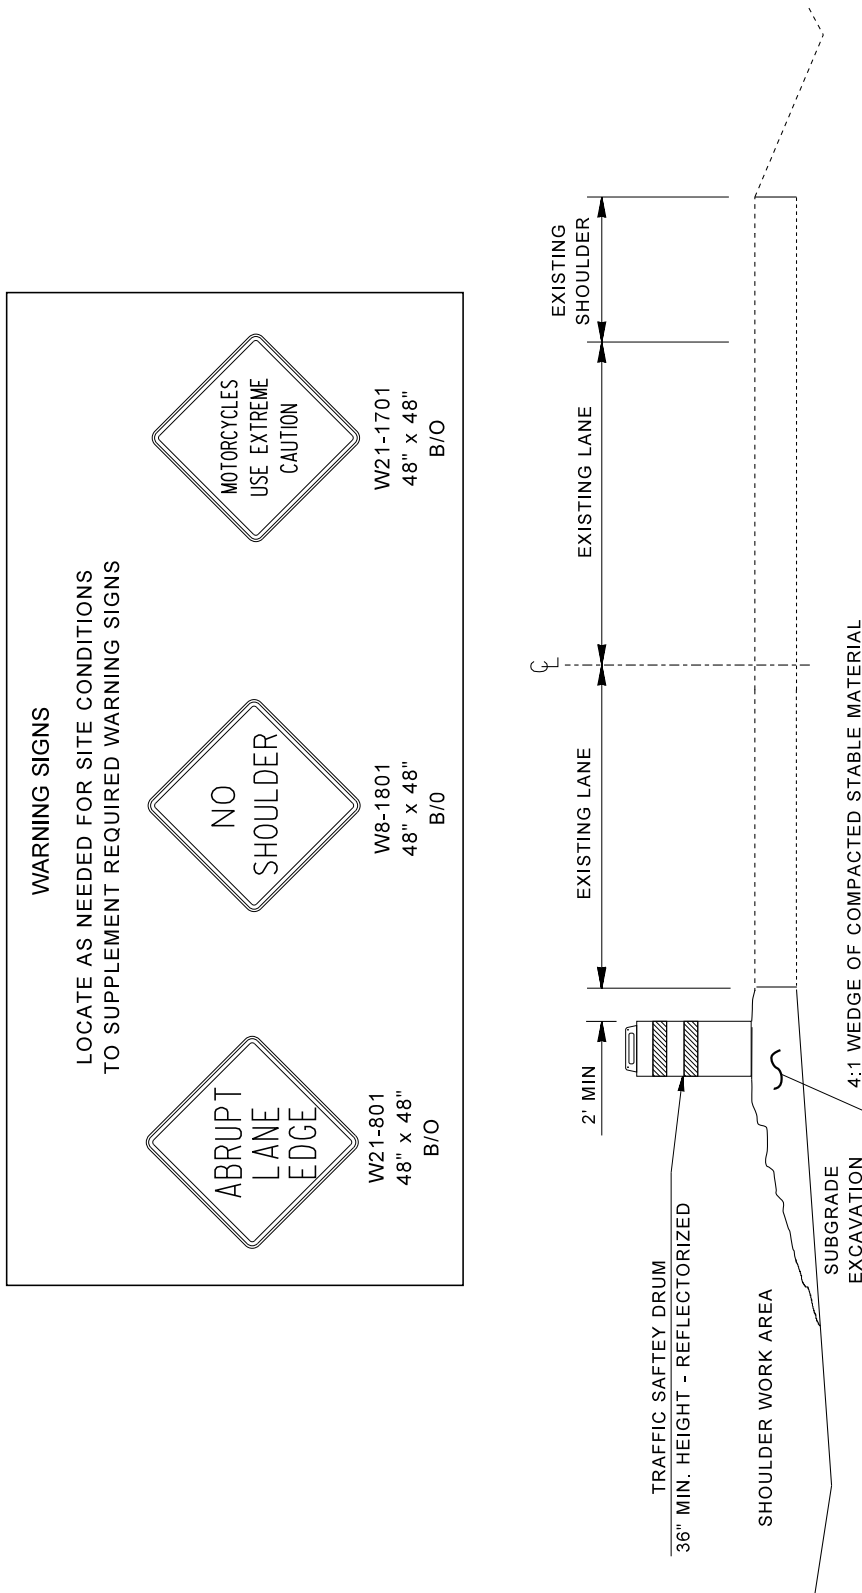 WARNING SIGNS
LOCATE AS NEEDED FOR SITE CONDITIONS
TO SUPPLEMENT REQUIRED WARNING SIGNS
ABRUPT
LANE
EDGE
W21-801
48" x 48"
B/O
NO
SHOULDER
W8-1801
48" x 48"
B/0
MOTORCYCLES
USE EXTREME
CAUTION
W21-1701
48" x 48"
B/O
CL
2' MIN
EXISTING LANE
EXISTING LANE
EXISTING
SHOULDER
TRAFFIC SAFTEY DRUM
36" MIN. HEIGHT - REFLECTORIZED
SHOULDER WORK AREA
SUBGRADE
EXCAVATION
4:1 WEDGE OF COMPACTED STABLE MATERIAL